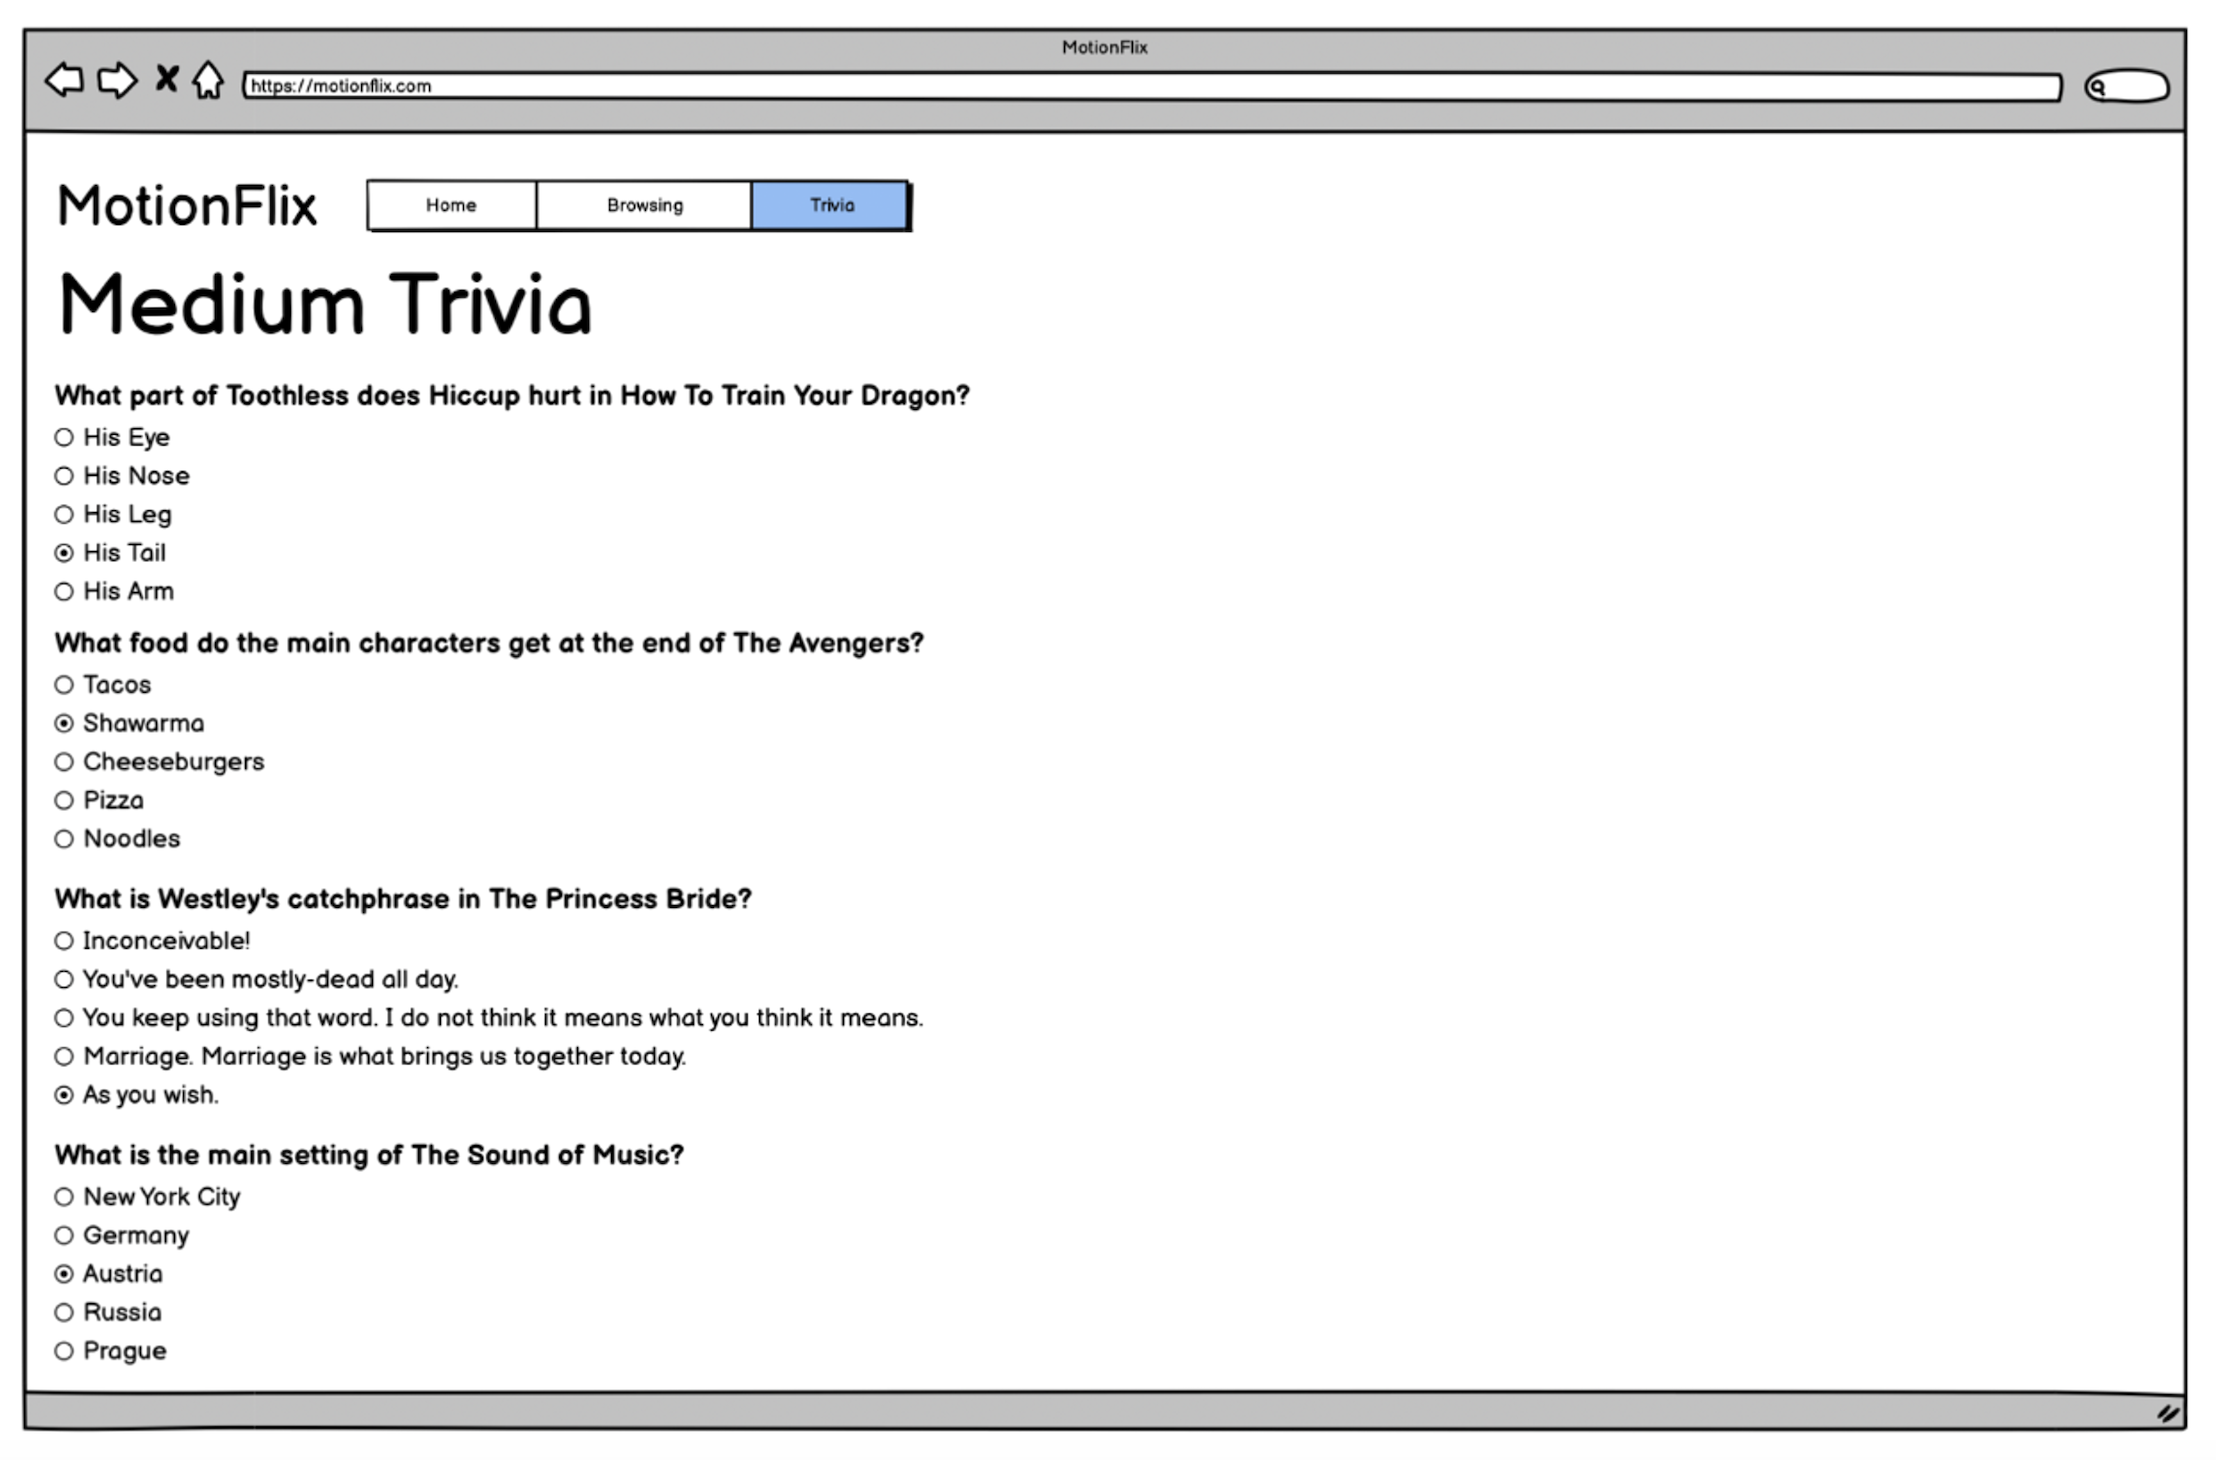 MotionFlix
https://motionflix.com
MotionFlix
Home Browsing Trivia
Medium Trivia
What part of Toothless does Hiccup hurt in How To Train Your Dragon?
His Eye
His Nose
His Leg
His Tail
His Arm
What food do the main characters get at the end of The Avengers?
Tacos
Shawarma
Cheeseburgers
Pizza
Noodles
What is Westley's catchphrase in The Princess Bride?
Inconceivable!
You've been mostly-dead all day.
You keep using that word. I do not think it means what you think it means.
Marriage. Marriage is what brings us together today.
As you wish.
What is the main setting of The Sound of Music?
New York City
Germany
Austria
Russia
Prague